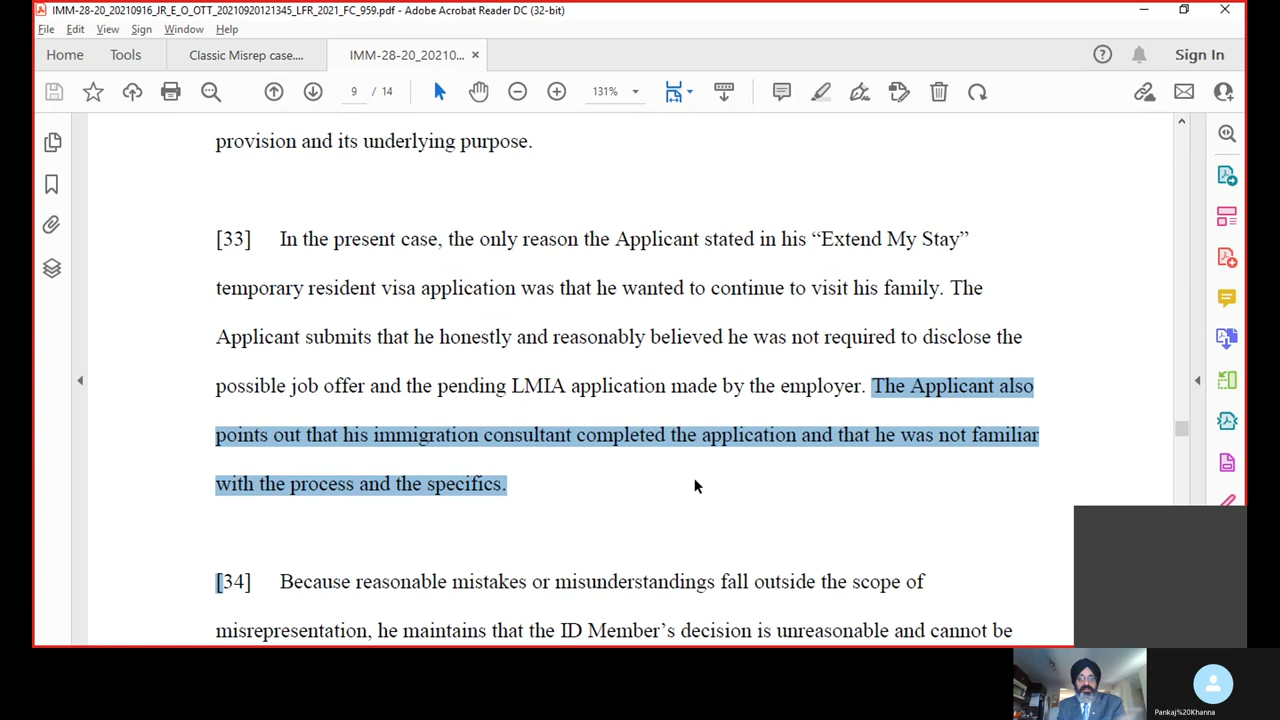 IMM-28-20_20210916_JR_E_O_OTT_20210920121345_LFR_2021_FC_959.pdf - Adobe Acrobat Reader DC (32-bit)
File Edit View Sign Window Help
Home Tools Classic Misrep case.... IMM-28-20_20210... ×
Sign In
9 / 14 131%
provision and its underlying purpose.
[33] In the present case, the only reason the Applicant stated in his “Extend My Stay”
temporary resident visa application was that he wanted to continue to visit his family. The
Applicant submits that he honestly and reasonably believed he was not required to disclose the
possible job offer and the pending LMIA application made by the employer. The Applicant also
points out that his immigration consultant completed the application and that he was not familiar
with the process and the specifics.
[34] Because reasonable mistakes or misunderstandings fall outside the scope of
misrepresentation, he maintains that the ID Member’s decision is unreasonable and cannot be
Pankaj%20Khanna